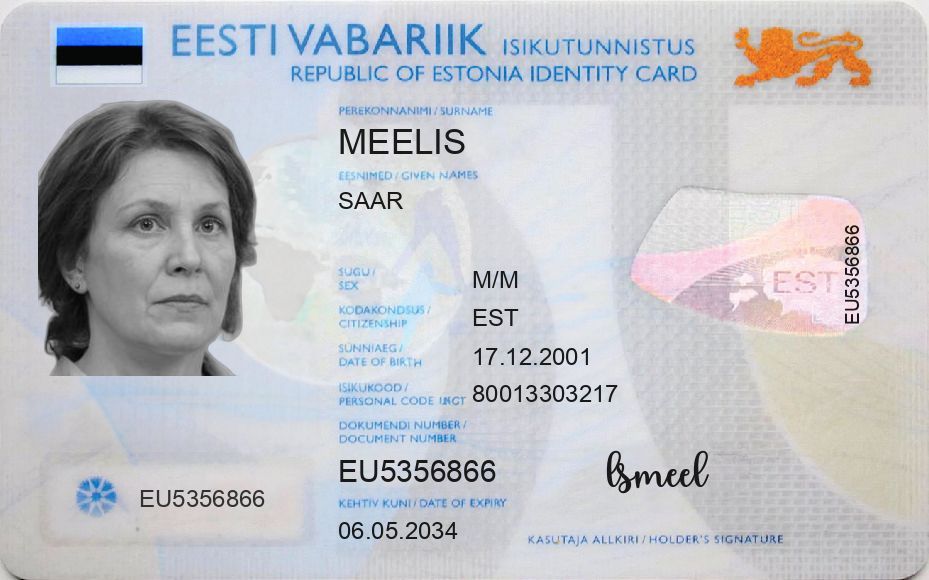 EESTI VABARIIK ISIKUTUNNISTUS
REPUBLIC OF ESTONIA IDENTITY CARD
PEREKONNANIMI / SURNAME
MEELIS
EESNIMED / GIVEN NAMES
SAAR
SUGU /
SEX
M/M
KODAKONDSUS /
CITIZENSHIP
EST
SÜNNIAEG /
DATE OF BIRTH
17.12.2001
ISIKUKOOD /
PERSONAL CODE
80013303217
DOKUMENDI NUMBER /
DOCUMENT NUMBER
EU5356866
KEHTIV KUNI / DATE OF EXPIRY
06.05.2034
EU5356866
KASUTAJA ALLKIRI / HOLDER'S SIGNATURE
EST
EU5356866